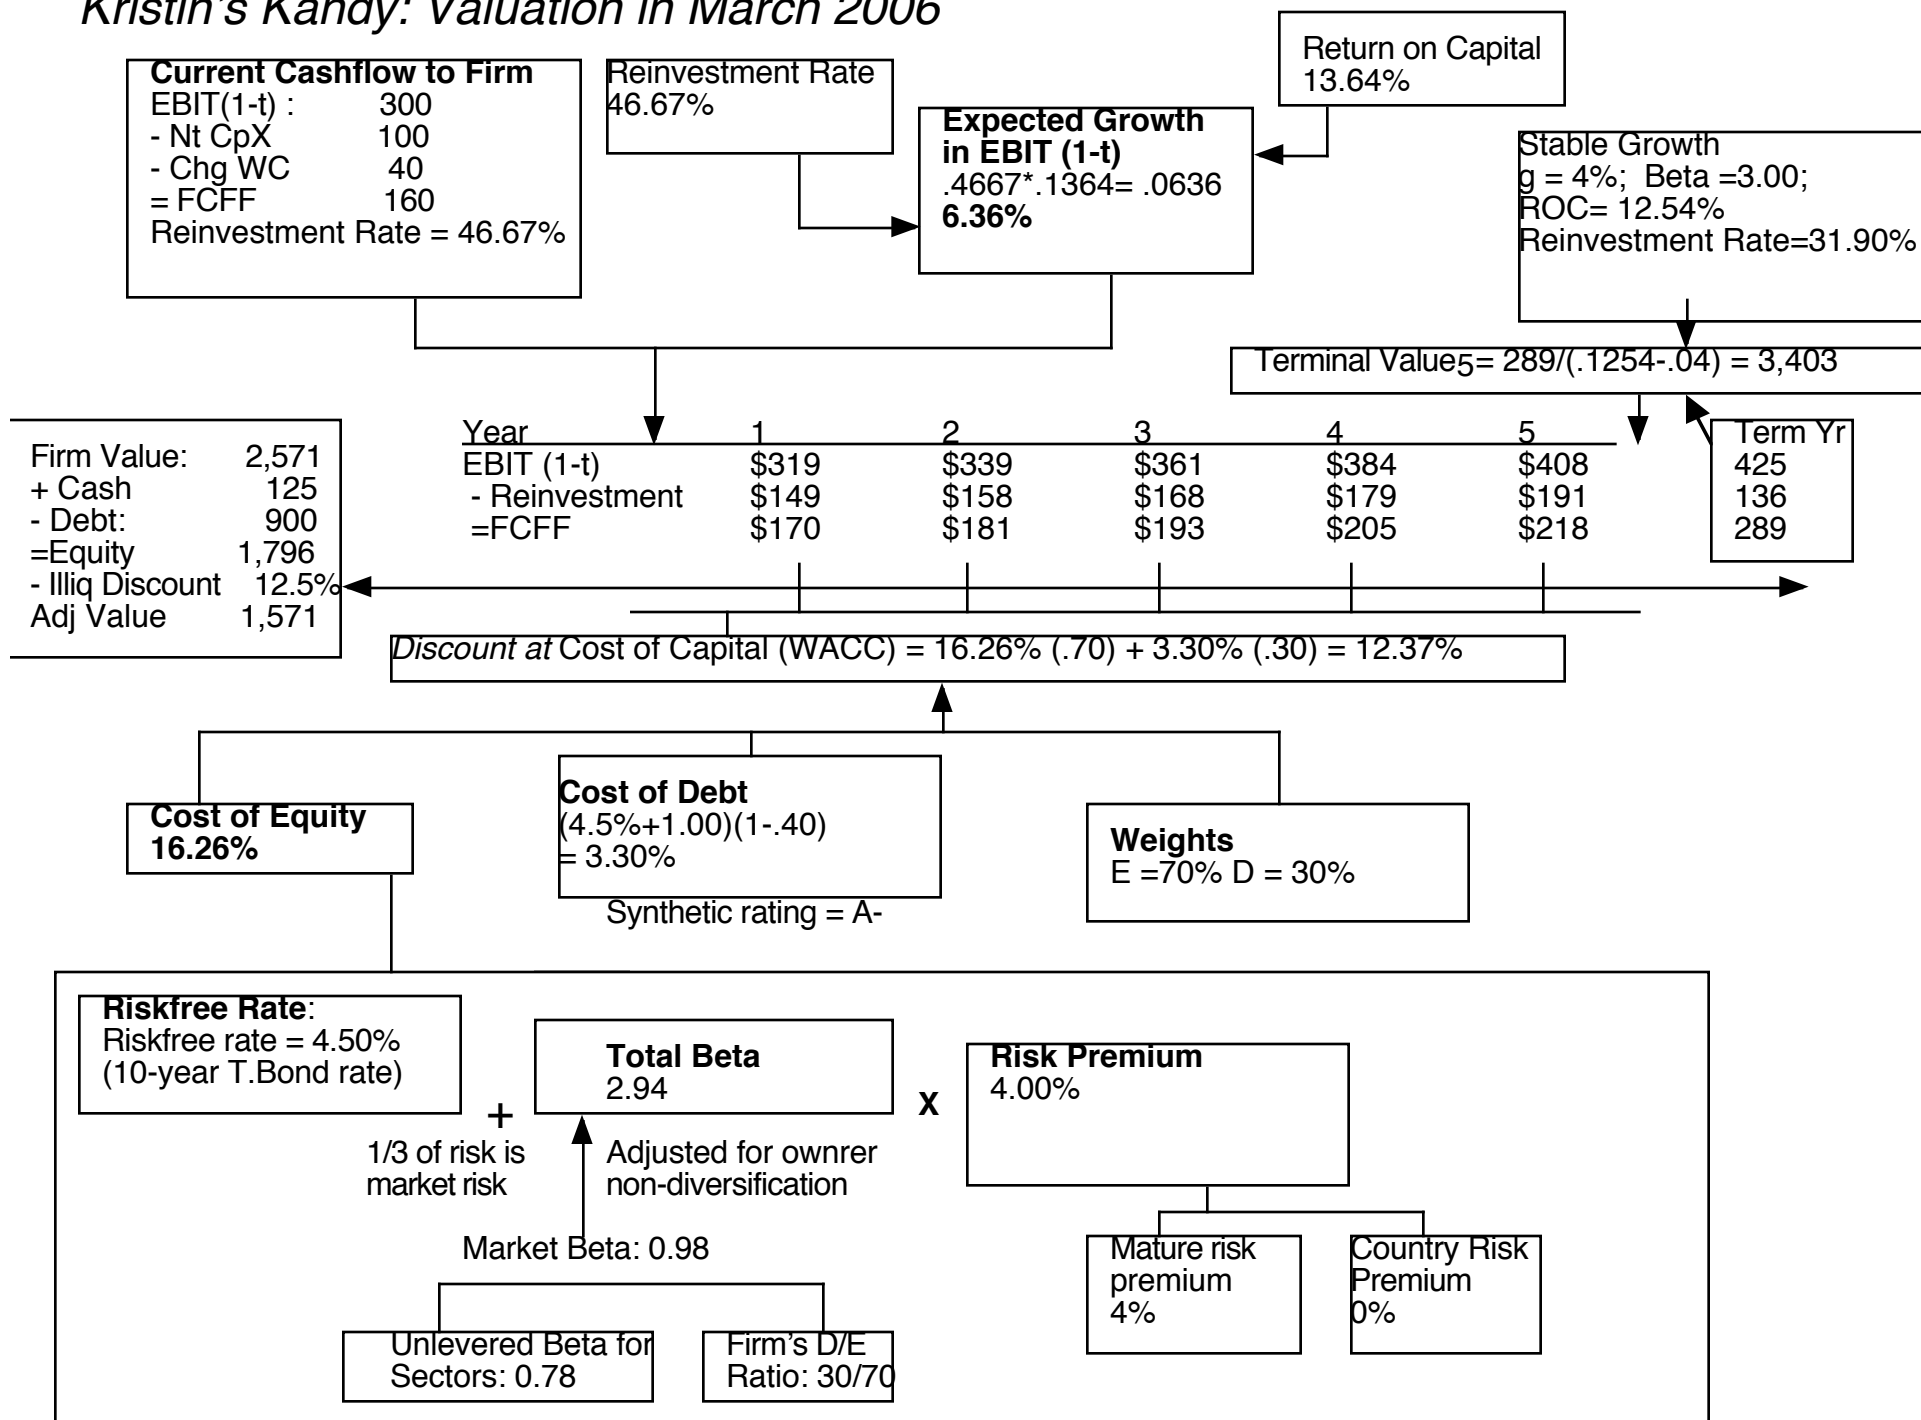 Kristin's Kandy: Valuation in March 2006
Return on Capital
13.64%
Current Cashflow to Firm
EBIT(1-t) : 300
- Nt CpX 100
- Chg WC 40
= FCFF 160
Reinvestment Rate = 46.67%
Reinvestment Rate
46.67%
Expected Growth
in EBIT (1-t)
.4667*.1364= .0636
6.36%
Stable Growth
g = 4%; Beta =3.00;
ROC= 12.54%
Reinvestment Rate=31.90%
Terminal Value5= 289/(.1254-.04) = 3,403
Firm Value: 2,571
+ Cash 125
- Debt: 900
=Equity 1,796
- Illiq Discount 12.5%
Adj Value 1,571
Year 1 2 3 4 5
EBIT (1-t) $319 $339 $361 $384 $408
- Reinvestment $149 $158 $168 $179 $191
=FCFF $170 $181 $193 $205 $218
Term Yr
425
136
289
Discount at Cost of Capital (WACC) = 16.26% (.70) + 3.30% (.30) = 12.37%
Cost of Equity
16.26%
Cost of Debt
(4.5%+1.00)(1-.40)
= 3.30%
Synthetic rating = A-
Weights
E =70% D = 30%
Riskfree Rate:
Riskfree rate = 4.50%
(10-year T.Bond rate)
+
Total Beta
2.94
X
Risk Premium
4.00%
1/3 of risk is
market risk
Adjusted for ownrer
non-diversification
Market Beta: 0.98
Mature risk
premium
4%
Country Risk
Premium
0%
Unlevered Beta for
Sectors: 0.78
Firm's D/E
Ratio: 30/70